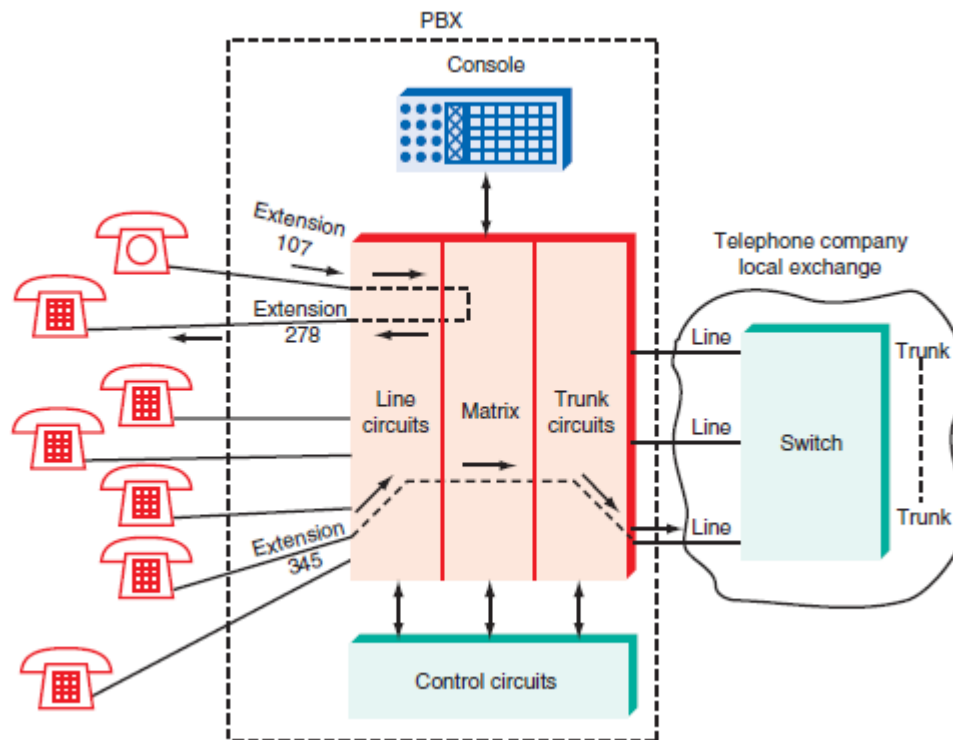 PBX
Console
Extension
107
Extension
278
Telephone company
local exchange
Line
circuits
Matrix
Trunk
circuits
Line
Line
Line
Switch
Trunk
Trunk
Extension
345
Control circuits